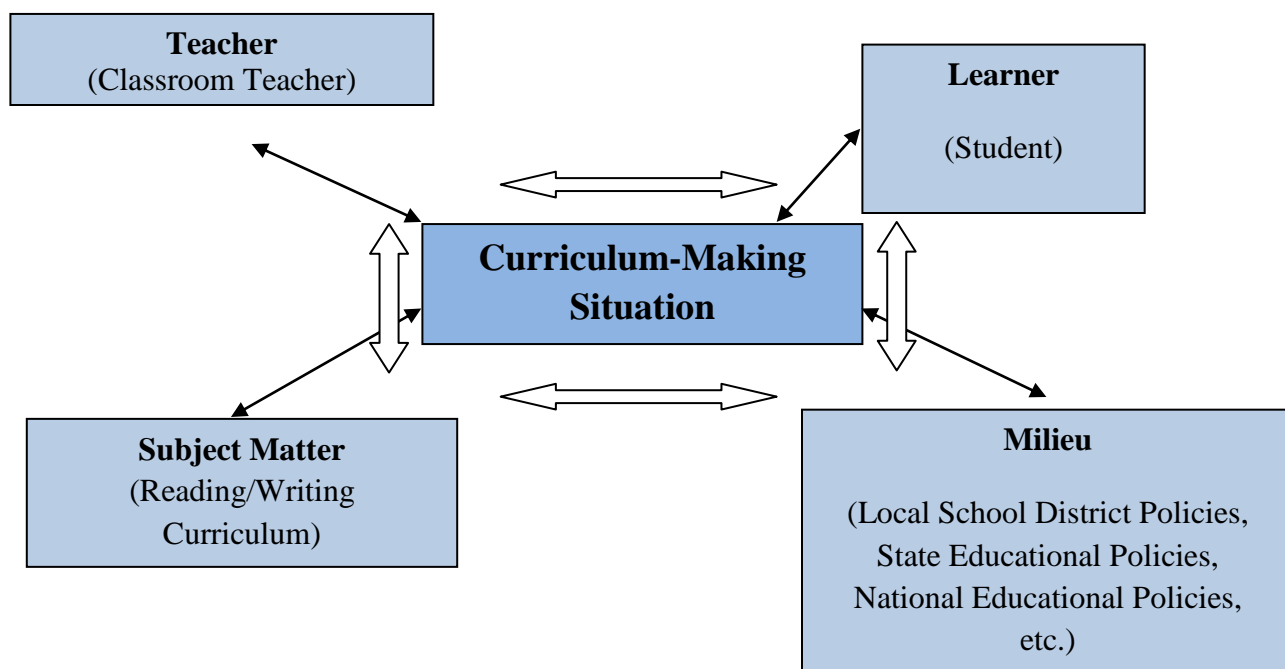 Teacher
(Classroom Teacher)
Learner
(Student)
Curriculum-Making
Situation
Subject Matter
(Reading/Writing
Curriculum)
Milieu
(Local School District Policies,
State Educational Policies,
National Educational Policies,
etc.)